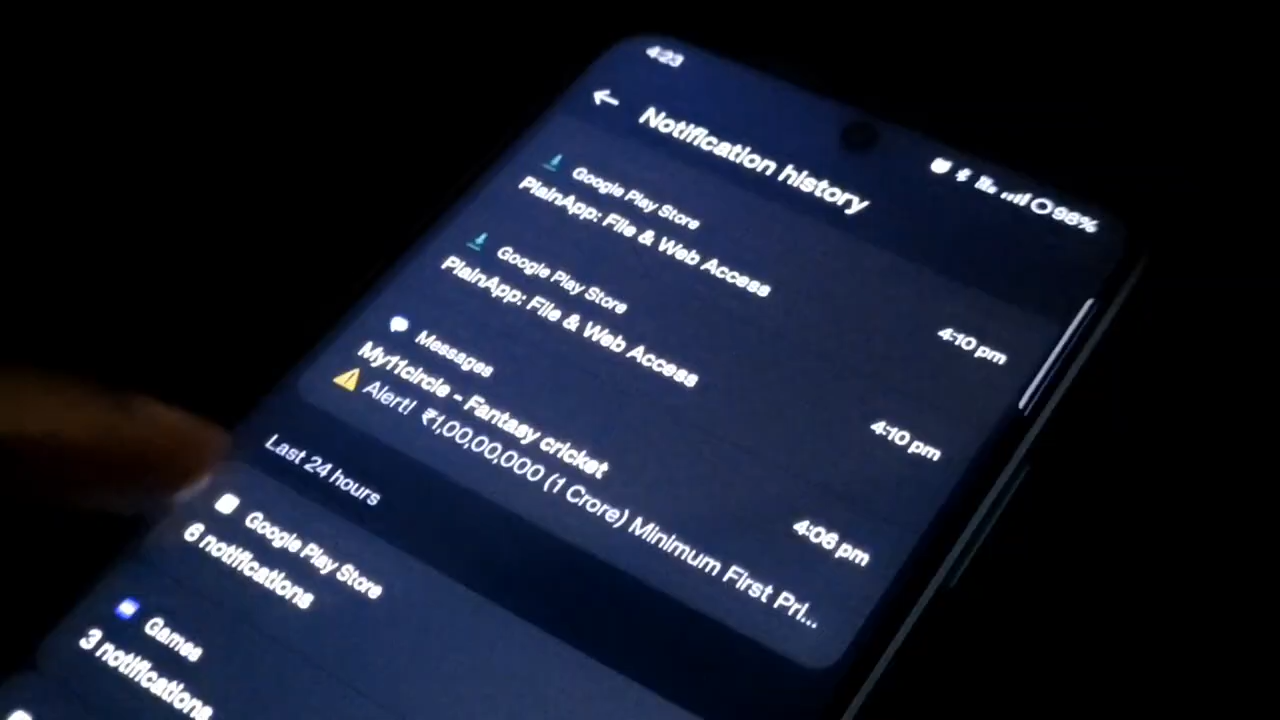 4:23
98%
Notification history
Google Play Store
PlainApp: File & Web Access
4:10 pm
Google Play Store
PlainApp: File & Web Access
4:10 pm
Messages
My11circle - Fantasy cricket
4:06 pm
Alert! ₹1,00,00,000 (1 Crore) Minimum First Pri...
Last 24 hours
Google Play Store
6 notifications
Games
3 notifications